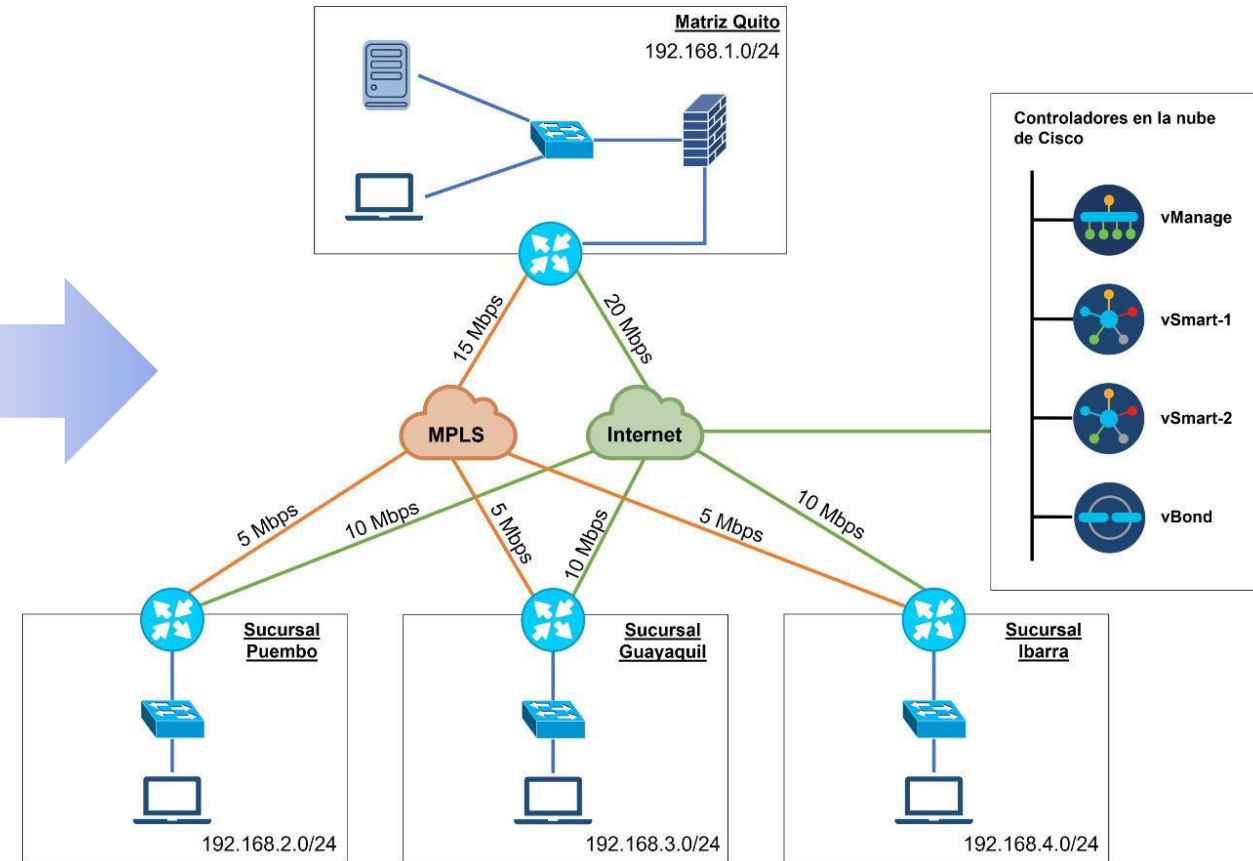 Matriz Quito
192.168.1.0/24
Controladores en la nube
de Cisco
vManage
vSmart-1
vSmart-2
vBond
15 Mbps
20 Mbps
MPLS
Internet
5 Mbps
10 Mbps
5 Mbps
10 Mbps
5 Mbps
10 Mbps
Sucursal
Puembo
192.168.2.0/24
Sucursal
Guayaquil
192.168.3.0/24
Sucursal
Ibarra
192.168.4.0/24